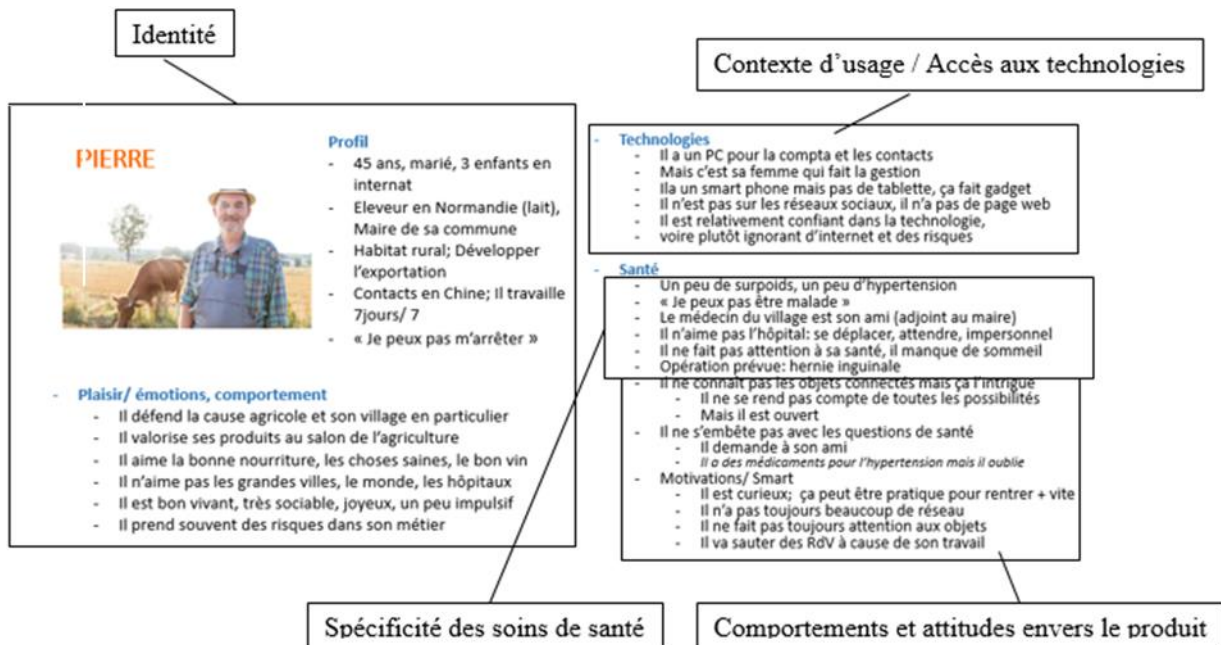 Identité
Contexte d'usage / Accès aux technologies
PIERRE
Profil
- 45 ans, marié, 3 enfants en
internat
- Eleveur en Normandie (lait),
Maire de sa commune
- Habitat rural; Développer
l'exportation
- Contacts en Chine; Il travaille
7jours/ 7
- « Je peux pas m'arrêter »
- Plaisir/ émotions, comportement
- Il défend la cause agricole et son village en particulier
- Il valorise ses produits au salon de l'agriculture
- Il aime la bonne nourriture, les choses saines, le bon vin
- Il n'aime pas les grandes villes, le monde, les hôpitaux
- Il est bon vivant, très sociable, joyeux, un peu impulsif
- Il prend souvent des risques dans son métier
- Technologies
- Il a un PC pour la compta et les contacts
- Mais c'est sa femme qui fait la gestion
- Ila un smart phone mais pas de tablette, ça fait gadget
- Il n'est pas sur les réseaux sociaux, il n'a pas de page web
- Il est relativement confiant dans la technologie,
- voire plutôt ignorant d'internet et des risques
- Santé
- Un peu de surpoids, un peu d'hypertension
- « Je peux pas être malade »
- Le médecin du village est son ami (adjoint au maire)
- Il n'aime pas l'hôpital: se déplacer, attendre, impersonnel
- Il ne fait pas attention à sa santé, il manque de sommeil
- Opération prévue: hernie inguinale
- Il ne connaît pas les objets connectés mais ça l'intrigue
- Il ne se rend pas compte de toutes les possibilités
- Mais il est ouvert
- Il ne s'embête pas avec les questions de santé
- Il demande à son ami
- Il a des médicaments pour l'hypertension mais il oublie
- Motivations/ Smart
- Il est curieux; ça peut être pratique pour rentrer + vite
- Il n'a pas toujours beaucoup de réseau
- Il ne fait pas toujours attention aux objets
- Il va sauter des RdV à cause de son travail
Spécificité des soins de santé
Comportements et attitudes envers le produit